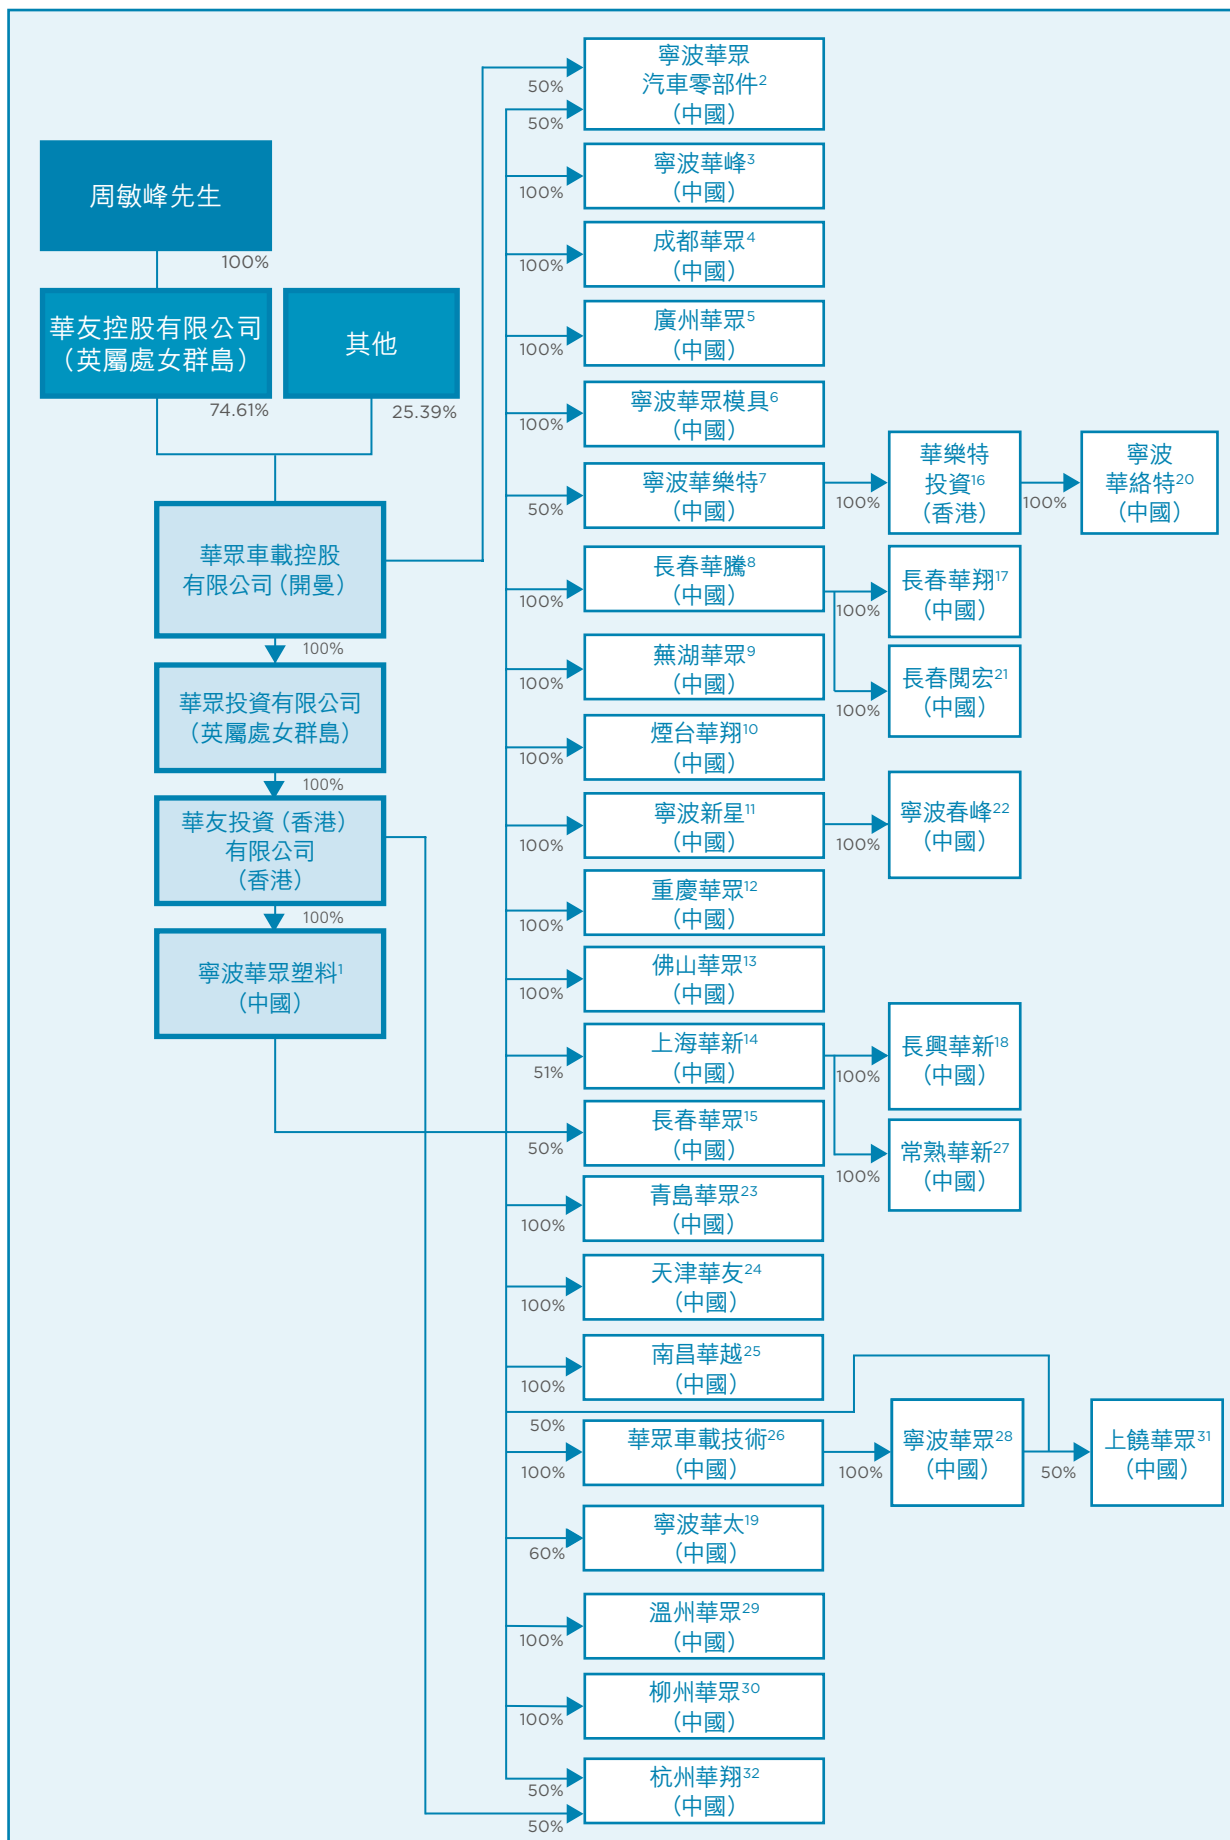 周敏峰先生
100%
華友控股有限公司
（英屬處女群島）
74.61%
其他
25.39%
華眾車載控股
有限公司（開曼）
100%
華眾投資有限公司
（英屬處女群島）
100%
華友投資（香港）
有限公司
（香港）
100%
寧波華眾塑料1
（中國）
50%
50%
寧波華眾
汽車零部件2
（中國）
100%
寧波華峰3
（中國）
100%
成都華眾4
（中國）
100%
廣州華眾5
（中國）
100%
寧波華眾模具6
（中國）
50%
寧波華樂特7
（中國）
100%
華樂特
投資16
（香港）
100%
寧波
華絡特20
（中國）
100%
長春華騰8
（中國）
100%
長春華翔17
（中國）
100%
長春閱宏21
（中國）
100%
蕪湖華眾9
（中國）
100%
煙台華翔10
（中國）
100%
寧波新星11
（中國）
100%
寧波春峰22
（中國）
100%
重慶華眾12
（中國）
100%
佛山華眾13
（中國）
51%
上海華新14
（中國）
100%
長興華新18
（中國）
100%
常熟華新27
（中國）
50%
長春華眾15
（中國）
100%
青島華眾23
（中國）
100%
天津華友24
（中國）
100%
南昌華越25
（中國）
50%
100%
華眾車載技術26
（中國）
100%
寧波華眾28
（中國）
50%
上饒華眾31
（中國）
60%
寧波華太19
（中國）
100%
溫州華眾29
（中國）
100%
柳州華眾30
（中國）
50%
50%
杭州華翔32
（中國）